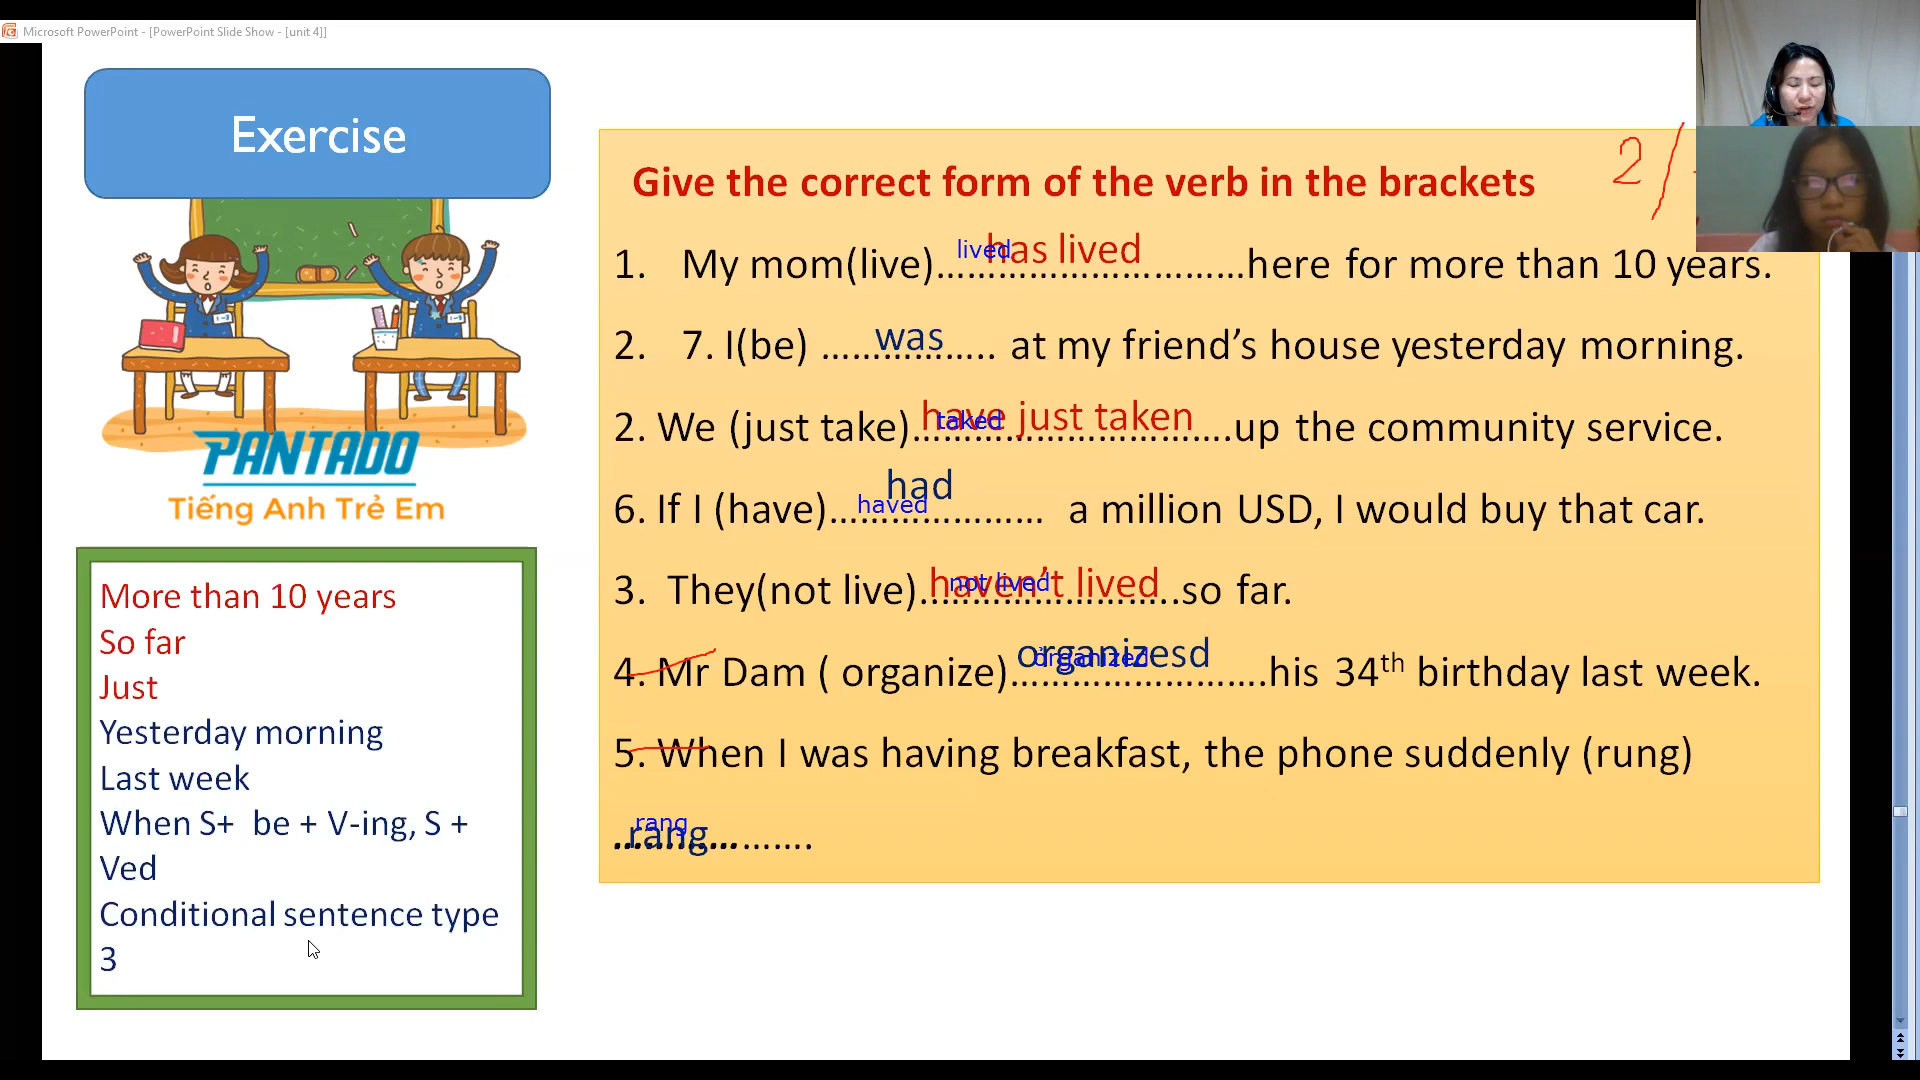 Microsoft PowerPoint - [PowerPoint Slide Show - [unit 4]]
Exercise
PANTADO
Tiếng Anh Trẻ Em
More than 10 years
So far
Just
Yesterday morning
Last week
When S+ be + V-ing, S +
Ved
Conditional sentence type
3
Give the correct form of the verb in the brackets
2/
lived has lived
1. My mom(live)..............................here for more than 10 years.
was
2. 7. I(be) ................. at my friend's house yesterday morning.
taked have just taken
2. We (just take)...............................up the community service.
had
haved
6. If I (have)..................... a million USD, I would buy that car.
not lived haven't lived
3. They(not live)..........................so far.
organized organizesd
4. Mr Dam ( organize).........................his 34th birthday last week.
5. When I was having breakfast, the phone suddenly (rung)
rang
rang
....................